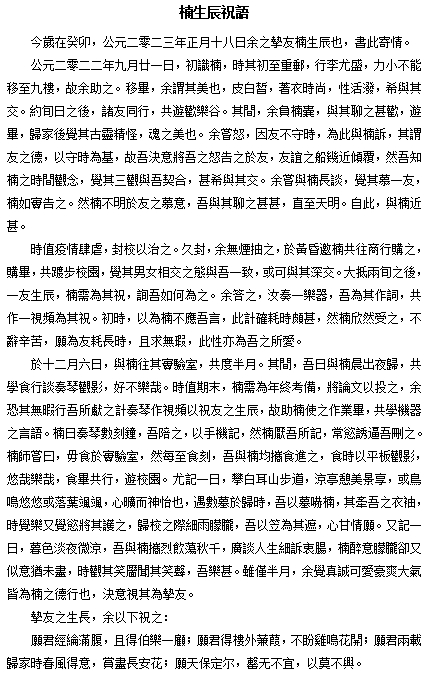 楠生辰祝語
今歲在癸卯，公元二零二三年正月十八日余之摯友楠生辰也，書此寄情。
公元二零二二年九月廿一日，初識楠，時其初至重郵，行李尤盛，力小不能
移至九樓，故余助之。移畢，余謂其美也，皮白皙，著衣時尚，性活潑，希與其
交。約旬日之後，諸友同行，共遊歡樂谷。其間，余負楠囊，與其聊之甚歡，遊
畢，歸家後覺其古靈精怪，魂之美也。余嘗怒，因友不守時，為此與楠訴，其謂
友之德，以守時為基，故吾決意將吾之怒告之於友，友誼之船幾近傾覆，然吾知
楠之時間觀念，覺其三觀與吾契合，甚希與其交。余嘗與楠長談，覺其慕一友，
楠如實告之。然楠不明於友之慕意，吾與其聊之甚甚，直至天明。自此，與楠近
甚。
時值疫情肆虐，封校以治之。久封，余無煙抽之，於黃昏邀楠共往商行購之，
購畢，共蹠步校園，覺其男女相交之態與吾一致，或可與其深交。大抵兩旬之後，
一友生辰，楠需為其祝，詢吾如何為之。余答之，汝奏一樂器，吾為其作詞，共
作一視頻為其祝。初時，以為楠不應吾言，此計確耗時頗甚，然楠欣然受之，不
辭辛苦，願為友耗長時，且求無瑕，此性亦為吾之所愛。
於十二月六日，與楠往其實驗室，共度半月。其間，吾日與楠晨出夜歸，共
學食行談奏琴觀影，好不樂哉。時值期末，楠需為年終考備，將論文以投之，余
恐其無暇行吾所獻之計奏琴作視頻以祝友之生辰，故助楠使之作業畢，共學機器
之言語。楠日奏琴數刻鐘，吾陪之，以手機記，然楠厭吾所記，常慾誘逼吾刪之。
楠師嘗曰，毋食於實驗室，然每至食刻，吾與楠均攜食進之，食時以平板觀影，
悠哉樂哉，食畢共行，遊校園。尤記一日，攀白耳山步道，涼亭憩美景享，或鳥
鳴悠悠或落葉颯颯，心曠而神怡也，遇數墓於歸時，吾以墓嚇楠，其牽吾之衣袖，
時覺樂又覺慾將其護之，歸校之際細雨朦朧，吾以笠為其遮，心甘情願。又記一
日，暮色淡夜微涼，吾與楠攜烈飲蕩秋千，廣談人生細訴衷腸，楠醉意朦朧卻又
似意猶未盡，時觀其笑靨聞其笑聲，吾樂甚。雖僅半月，余覺真誠可愛豪爽大氣
皆為楠之德行也，決意視其為摯友。
摯友之生長，余以下祝之：
願君經綸滿腹，且得伯樂一顧；願君得樓外蒹葭，不盼雞鳴花開；願君兩載
歸家時春風得意，賞盡長安花；願天保定尔，罄无不宜，以莫不興。